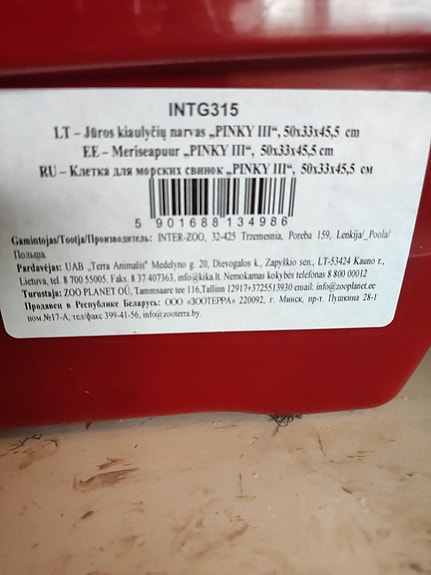 INTG315
LT – Jūros kiaulyčių narvas „PINKY III“, 50x33x45,5 cm
EE – Meriseapuur „PINKY III“, 50x33x45,5 cm
RU – Клетка для морских свинок „PINKY III“, 50x33x45,5 см
5 901688 134986
Gamintojas/Tootja/Производитель: INTER-ZOO, 32-425 Trzemesnia, Poreba 159, Lenkija/_Poola/
Польша.
Pardavėjas: UAB „Terra Animalis“ Medelyno g. 20, Dievogalos k., Zapyškio sen., LT-53424 Kauno r.,
Lietuva, tel. 8 700 55005. Faks. 8 37 407363, info@kika.lt. Nemokamas kokybės telefonas 8 800 00012
Turustaja: ZOO PLANET OÜ, Tammsaare tee 116,Tallinn 12917+3725513930 email: info@zooplanet.ee
Продавец в Республике Беларусь: ООО «ЗООТЕРРА» 220092, г. Минск, пр-т. Пушкина 28-1
пом.№17-А, тел/факс 399-41-56, info@zooterra.by.